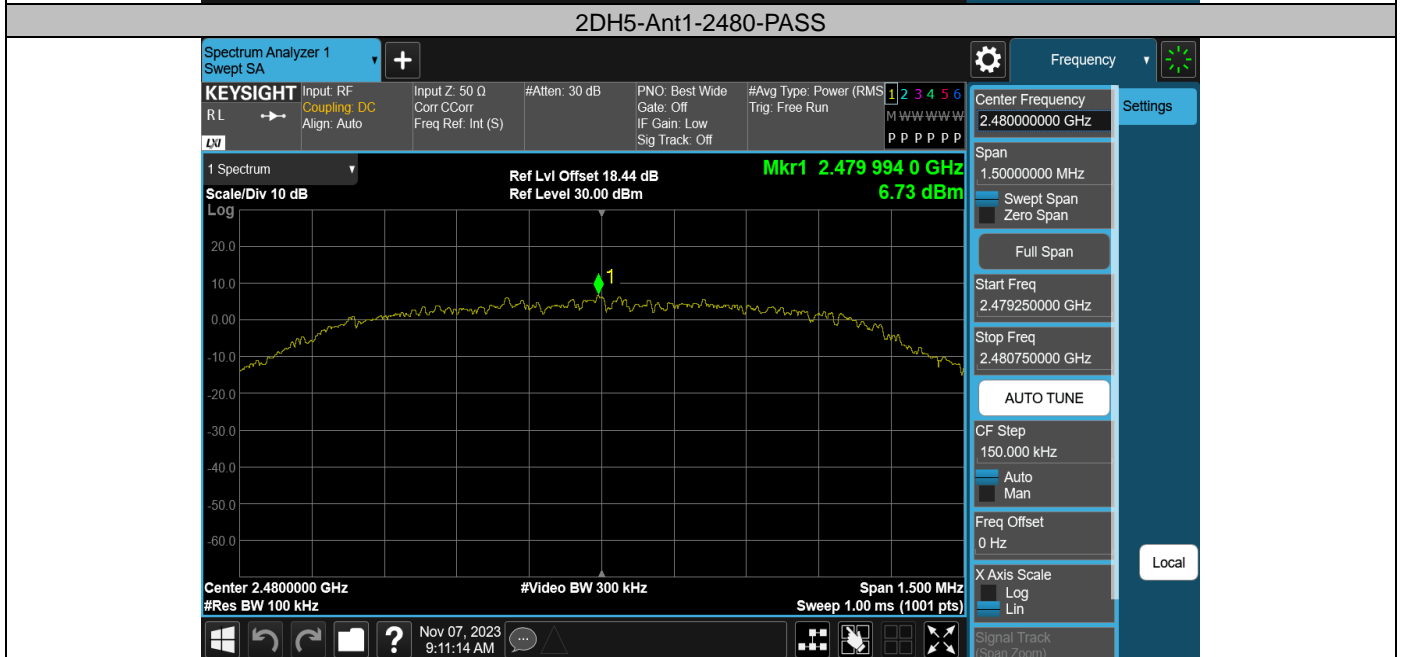 2DH5-Ant1-2480-PASS
Spectrum Analyzer 1
Swept SA
+
Frequency
KEYSIGHT
R L
LXI
Input: RF
Coupling: DC
Align: Auto
Input Z: 50 Ω
Corr CCorr
Freq Ref: Int (S)
#Atten: 30 dB
PNO: Best Wide
Gate: Off
IF Gain: Low
Sig Track: Off
#Avg Type: Power (RMS
Trig: Free Run
1 2 3 4 5 6
M W W W W W
P P P P P P
Center Frequency
2.480000000 GHz
Settings
Span
1.50000000 MHz
Swept Span
Zero Span
Full Span
Start Freq
2.479250000 GHz
Stop Freq
2.480750000 GHz
AUTO TUNE
CF Step
150.000 kHz
Auto
Man
Freq Offset
0 Hz
X Axis Scale
Log
Lin
Signal Track
(Span Zoom)
Local
1 Spectrum
Scale/Div 10 dB
Ref Lvl Offset 18.44 dB
Ref Level 30.00 dBm
Mkr1 2.479 994 0 GHz
6.73 dBm
Log
20.0
10.0
0.00
-10.0
-20.0
-30.0
-40.0
-50.0
-60.0
1
Center 2.4800000 GHz
#Video BW 300 kHz
Span 1.500 MHz
#Res BW 100 kHz
Sweep 1.00 ms (1001 pts)
?
Nov 07, 2023
9:11:14 AM